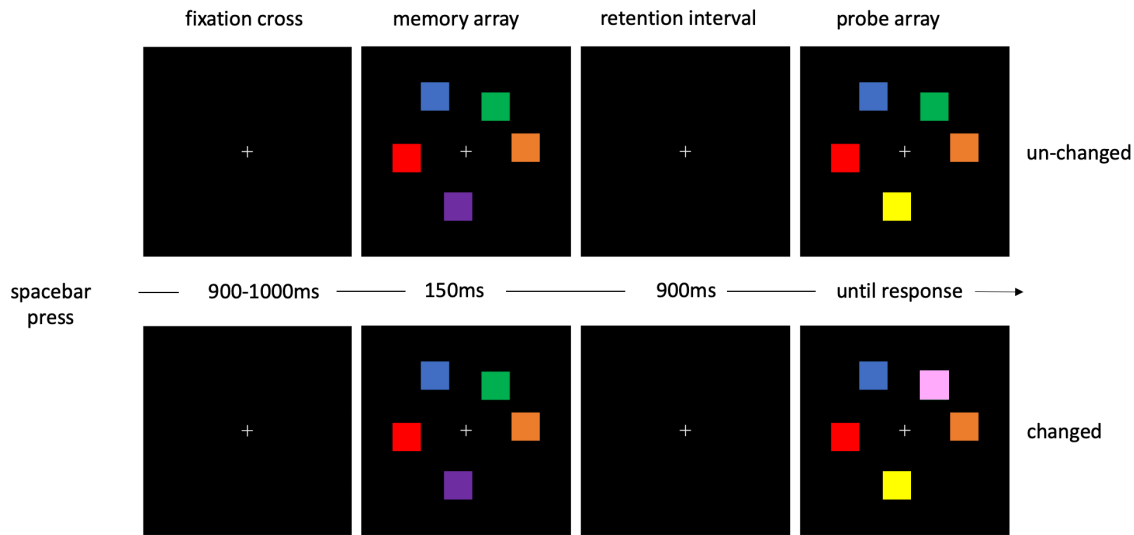 fixation cross
memory array
retention interval
probe array
un-changed
spacebar
press
900-1000ms
150ms
900ms
until response
changed